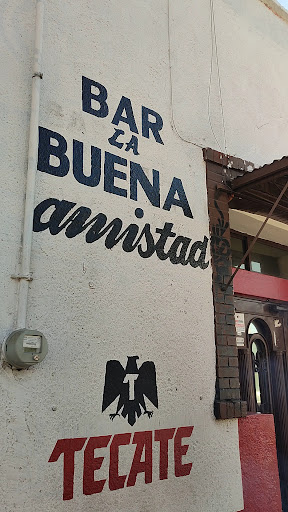 BAR
LA
BUENA
amistad
T
TECATE